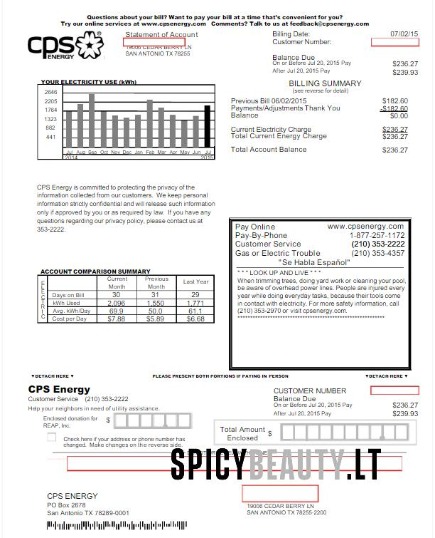 Questions about your bill? Want to pay your bill at a time that's convenient for you?
Try our online services at www.cpsenergy.com Comments? Talk to us at feedback@cpsenergy.com
cps
ENERGY
Statement of Account
19006 CEDAR BERRY LN
SAN ANTONIO TX 78255
Billing Date: 07/02/15
Customer Number:
Balance Due
On or Before Jul 20, 2015 Pay $236.27
After Jul 20, 2015 Pay $239.93
YOUR ELECTRICITY USE (kWh)
2646
2205
1764
1323
882
441
Jul Aug Sep Oct Nov Dec Jan Feb Mar Apr May Jun Jul
2014 2015
BILLING SUMMARY
(see reverse for detail)
Previous Bill 06/02/2015 $182.60
Payments/Adjustments Thank You -$182.60
Balance $0.00
Current Electricity Charge $236.27
Total Current Energy Charge $236.27
Total Account Balance $236.27
CPS Energy is committed to protecting the privacy of the
information collected from our customers. We keep personal
information strictly confidential and will release such information
only if approved by you or as required by law. If you have any
questions regarding our privacy policy, please contact us at
353-2222.
Pay Online www.cpsenergy.com
Pay-By-Phone 1-877-257-1172
Customer Service (210) 353-2222
Gas or Electric Trouble (210) 353-4357
"Se Habla Español"
* * * LOOK UP AND LIVE * * *
When trimming trees, doing yard work or cleaning your pool,
be aware of overhead power lines. People are injured every
year while doing everyday tasks, because their tools come
in contact with electricity. For more safety information, call
(210) 353-2970 or visit cpsenergy.com.
ACCOUNT COMPARISON SUMMARY
ELECTRIC
Current Month Previous Month Last Year
Days on Bill 30 31 29
kWh Used 2,096 1,550 1,771
Avg. kWh/Day 69.9 50.0 61.1
Cost per Day $7.88 $5.89 $6.68
▼DETACH HERE ▼ PLEASE PRESENT BOTH PORTIONS IF PAYING IN PERSON ▼DETACH HERE ▼
CPS Energy
Customer Service (210) 353-2222
Help your neighbors in need of utility assistance.
Enclosed donation for
REAP, Inc. $
Check here if your address or phone number has
changed. Make changes on the reverse side.
CUSTOMER NUMBER
Balance Due
On or Before Jul 20, 2015 Pay $236.27
After Jul 20, 2015 Pay $239.93
Total Amount
Enclosed $
SPICYBEAUTY.LT
CPS ENERGY
PO Box 2678
San Antonio TX 78289-0001
19006 CEDAR BERRY LN
SAN ANTONIO TX 78255-2200